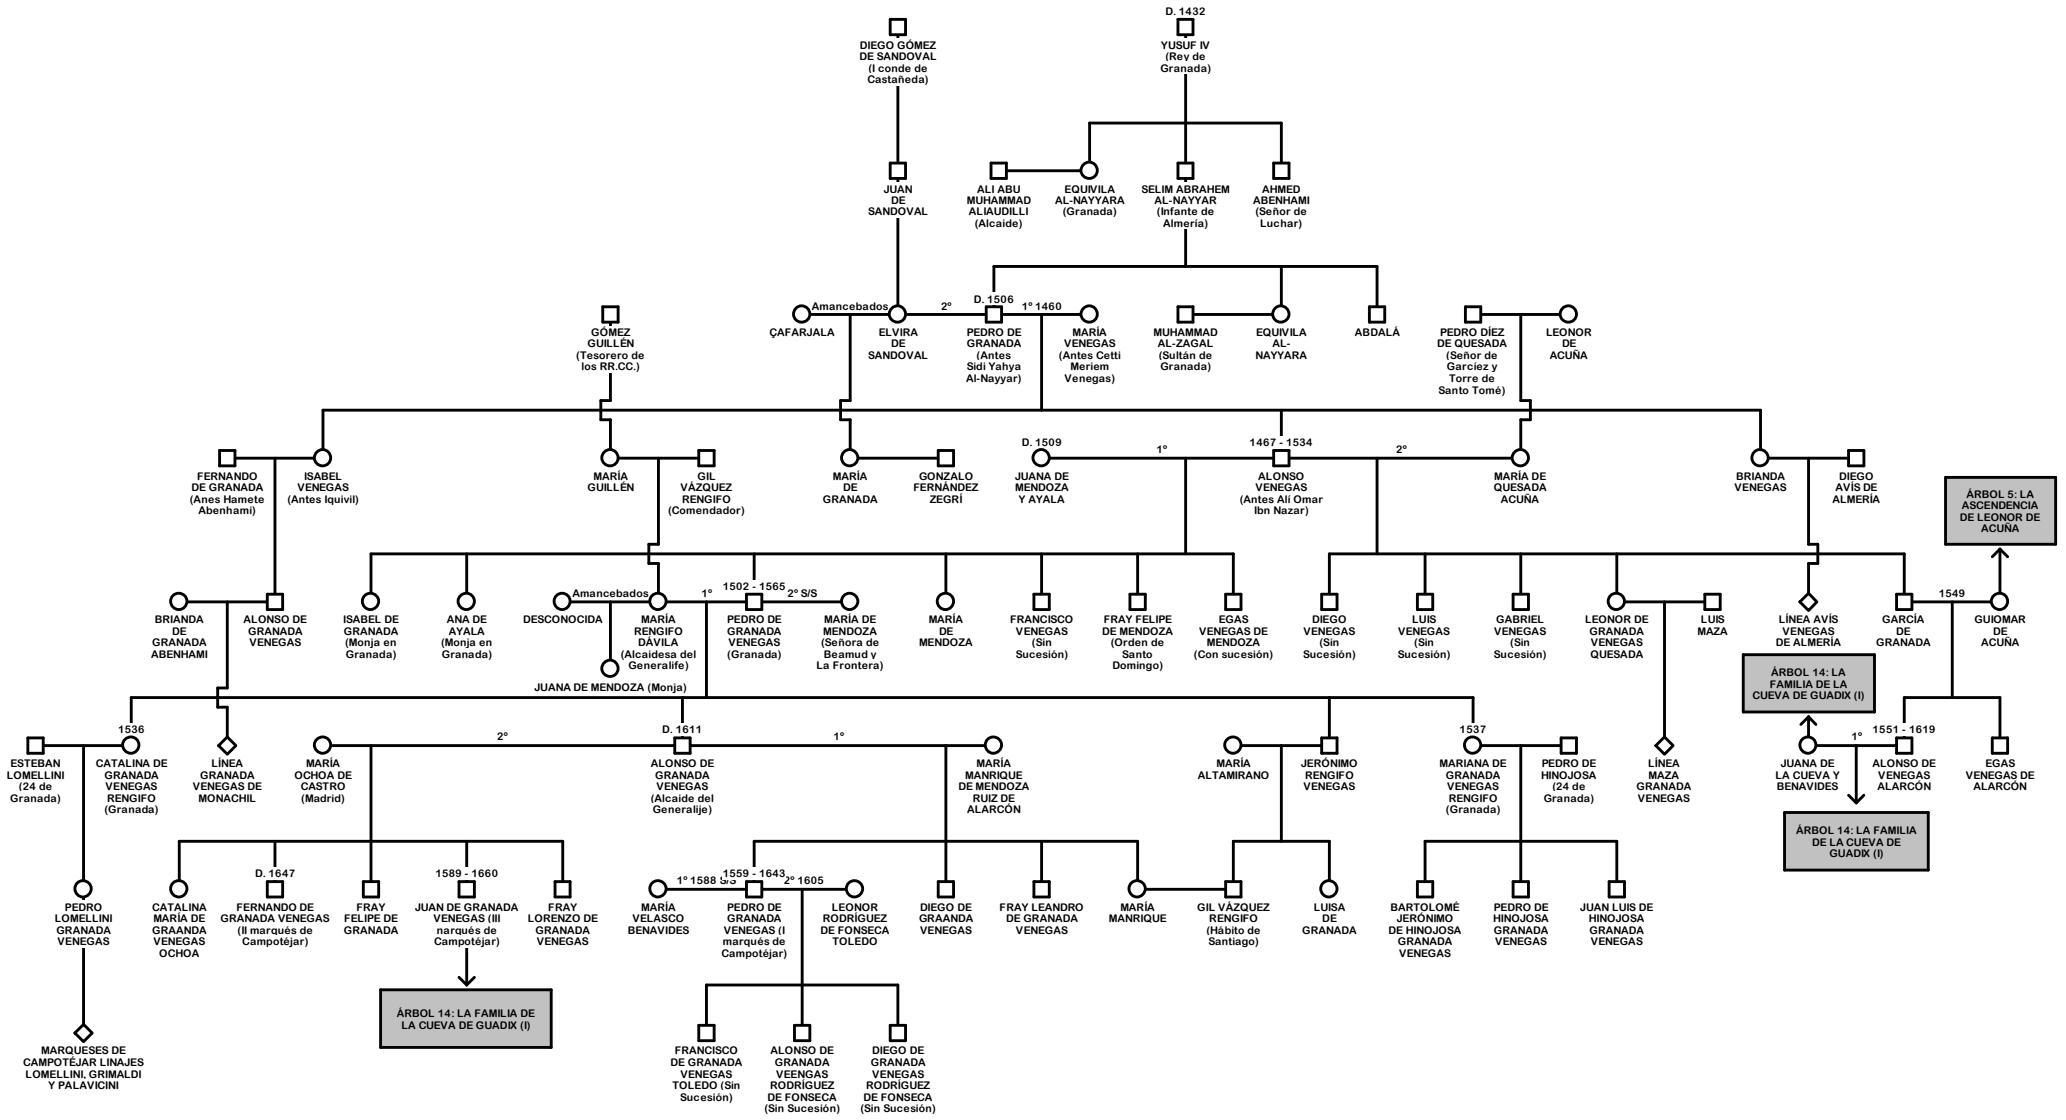 D. 1432
DIEGO GÓMEZ
DE SANDOVAL
(I conde de
Castañeda)
YUSUF IV
(Rey de
Granada)
JUAN
DE
SANDOVAL
ALI ABU
MUHAMMAD
ALIAUDILLI
(Alcaide)
EQUIVILA
AL-NAYYARA
(Granada)
SELIM ABRAHEM
AL-NAYYAR
(Infante de
Almería)
AHMED
ABENHAMI
(Señor de
Luchar)
Amancebados
2º
D. 1506
1º 1460
GÓMEZ
GUILLÉN
(Tesorero de
los RR.CC.)
ÇAFARJALA
ELVIRA
DE
SANDOVAL
PEDRO DE
GRANADA
(Antes
Sidi Yahya
Al-Nayyar)
MARÍA
VENEGAS
(Antes Cetti
Meriem
Venegas)
MUHAMMAD
AL-ZAGAL
(Sultán de
Granada)
EQUIVILA
AL-
NAYYARA
ABDALÁ
PEDRO DÍEZ
DE QUESADA
(Señor de
Garcíez y
Torre de
Santo Tomé)
LEONOR
DE
ACUÑA
D. 1509
1º
1467 - 1534
2º
FERNANDO
DE GRANADA
(Anes Hamete
Abenhami)
ISABEL
VENEGAS
(Antes Iquivil)
MARÍA
GUILLÉN
GIL
VÁZQUEZ
RENGIFO
(Comendador)
MARÍA
DE
GRANADA
GONZALO
FERNÁNDEZ
ZEGRÍ
JUANA DE
MENDOZA
Y AYALA
ALONSO
VENEGAS
(Antes Alí Omar
Ibn Nazar)
MARÍA DE
QUESADA
ACUÑA
BRIANDA
VENEGAS
DIEGO
AVÍS DE
ALMERÍA
ÁRBOL 5: LA
ASCENDENCIA
DE LEONOR DE
ACUÑA
Amancebados
1º
1502 - 1565
2º S/S
1549
BRIANDA
DE
GRANADA
ABENHAMI
ALONSO DE
GRANADA
VENEGAS
ISABEL DE
GRANADA
(Monja en
Granada)
ANA DE
AYALA
(Monja en
Granada)
DESCONOCIDA
MARÍA
RENGIFO
DÁVILA
(Alcaidesa del
Generalife)
PEDRO DE
GRANADA
VENEGAS
(Granada)
MARÍA DE
MENDOZA
(Señora de
Beamud y
La Frontera)
MARÍA
DE
MENDOZA
FRANCISCO
VENEGAS
(Sin
Sucesión)
FRAY FELIPE
DE MENDOZA
(Orden de
Santo
Domingo)
EGAS
VENEGAS DE
MENDOZA
(Con sucesión)
DIEGO
VENEGAS
(Sin
Sucesión)
LUIS
VENEGAS
(Sin
Sucesión)
GABRIEL
VENEGAS
(Sin
Sucesión)
LEONOR DE
GRANADA
VENEGAS
QUESADA
LUIS
MAZA
LÍNEA AVÍS
VENEGAS
DE ALMERÍA
GARCÍA
DE
GRANADA
GUIOMAR
DE
ACUÑA
JUANA DE MENDOZA (Monja)
ÁRBOL 14: LA
FAMILIA DE LA
CUEVA DE GUADIX (I)
1536
2º
D. 1611
1º
1537
1º
1551 - 1619
ESTEBAN
LOMELLINI
(24 de
Granada)
CATALINA DE
GRANADA
VENEGAS
RENGIFO
(Granada)
LÍNEA
GRANADA
VENEGAS DE
MONACHIL
MARÍA
OCHOA DE
CASTRO
(Madrid)
ALONSO DE
GRANADA
VENEGAS
(Alcaide del
Generalije)
MARÍA
MANRIQUE
DE MENDOZA
RUIZ DE
ALARCÓN
MARÍA
ALTAMIRANO
JERÓNIMO
RENGIFO
VENEGAS
MARIANA DE
GRANADA
VENEGAS
RENGIFO
(Granada)
PEDRO DE
HINOJOSA
(24 de
Granada)
LÍNEA
MAZA
GRANADA
VENEGAS
JUANA DE
LA CUEVA Y
BENAVIDES
ALONSO DE
VENEGAS
ALARCÓN
EGAS
VENEGAS DE
ALARCÓN
ÁRBOL 14: LA FAMILIA
DE LA CUEVA DE
GUADIX (I)
D. 1647
1589 - 1660
1º 1588 S/S
1559 - 1643
2º 1605
PEDRO
LOMELLINI
GRANADA
VENEGAS
CATALINA
MARÍA DE
GRAANDA
VENEGAS
OCHOA
FERNANDO DE
GRANADA VENEGAS
(II marqués de
Campotéjar)
FRAY
FELIPE DE
GRANADA
JUAN DE GRANADA
VENEGAS (III
narqués de
Campotéjar)
FRAY
LORENZO DE
GRANADA
VENEGAS
MARÍA
VELASCO
BENAVIDES
PEDRO DE
GRANADA
VENEGAS (I
marqués de
Campotéjar)
LEONOR
RODRÍGUEZ
DE FONSECA
TOLEDO
DIEGO DE
GRAANDA
VENEGAS
FRAY LEANDRO
DE GRANADA
VENEGAS
MARÍA
MANRIQUE
GIL VÁZQUEZ
RENGIFO
(Hábito de
Santiago)
LUISA
DE
GRANADA
BARTOLOMÉ
JERÓNIMO
DE HINOJOSA
GRANADA
VENEGAS
PEDRO DE
HINOJOSA
GRANADA
VENEGAS
JUAN LUIS DE
HINOJOSA
GRANADA
VENEGAS
ÁRBOL 14: LA FAMILIA DE
LA CUEVA DE GUADIX (I)
MARQUESES DE
CAMPOTÉJAR LINAJES
LOMELLINI, GRIMALDI
Y PALAVICINI
FRANCISCO
DE GRANADA
VENEGAS
TOLEDO (Sin
Sucesión)
ALONSO DE
GRANADA
VEENGAS
RODRÍGUEZ
DE FONSECA
(Sin Sucesión)
DIEGO DE
GRANADA
VENEGAS
RODRÍGUEZ
DE FONSECA
(Sin Sucesión)